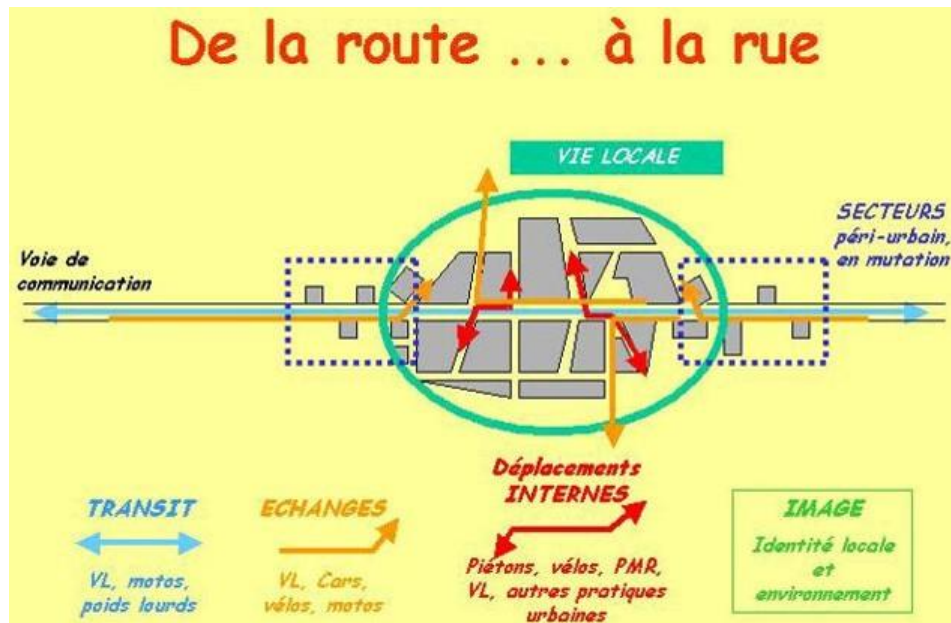 De la route ... à la rue
VIE LOCALE
SECTEURS
péri-urbain,
en mutation
Voie de
communication
Déplacements
INTERNES
TRANSIT
ECHANGES
IMAGE
VL, motos,
poids lourds
VL, Cars,
vélos, motos
Piétons, vélos, PMR,
VL, autres pratiques
urbaines
Identité locale
et
environnement